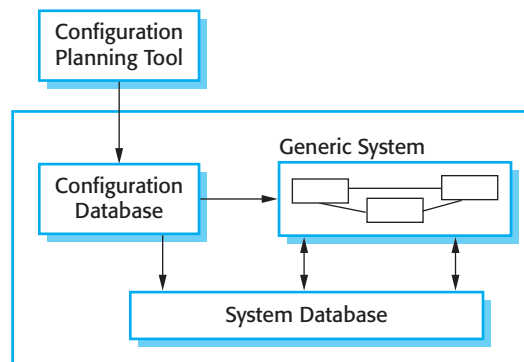 Configuration
Planning Tool
Generic System
Configuration
Database
System Database